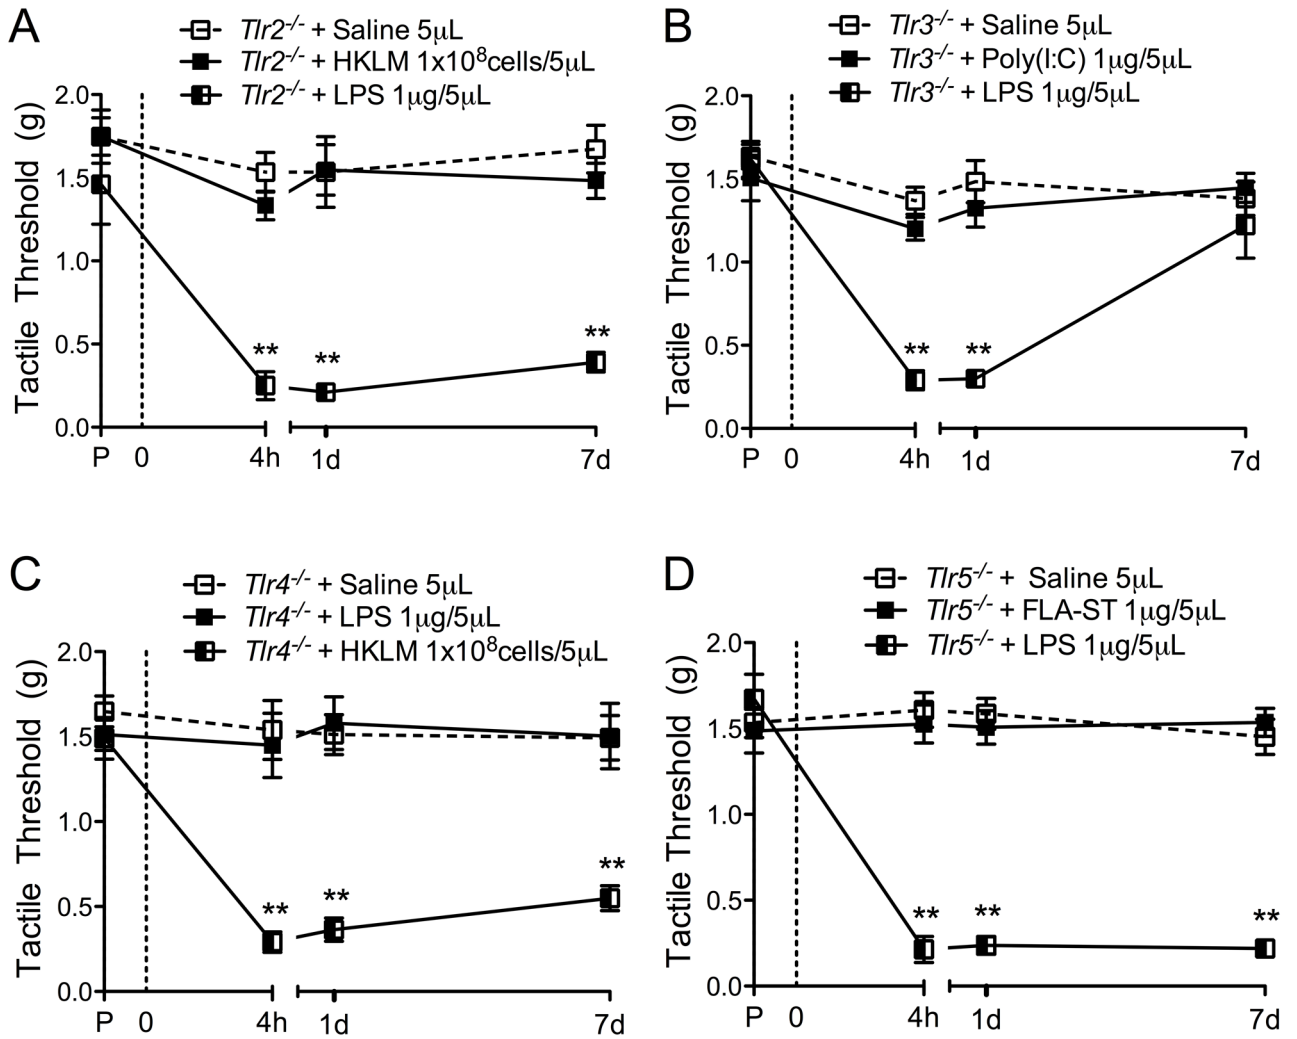 A
Tlr2-/- + Saline 5µL
Tlr2-/- + HKLM 1x10⁸cells/5µL
Tlr2-/- + LPS 1µg/5µL
Tactile Threshold (g)
2.0
1.5
1.0
0.5
0.0
** ** **
P 0 4h 1d 7d
B
Tlr3-/- + Saline 5µL
Tlr3-/- + Poly(I:C) 1µg/5µL
Tlr3-/- + LPS 1µg/5µL
Tactile Threshold (g)
2.0
1.5
1.0
0.5
0.0
** **
P 0 4h 1d 7d
C
Tlr4-/- + Saline 5µL
Tlr4-/- + LPS 1µg/5µL
Tlr4-/- + HKLM 1x10⁸cells/5µL
Tactile Threshold (g)
2.0
1.5
1.0
0.5
0.0
** ** **
P 0 4h 1d 7d
D
Tlr5-/- + Saline 5µL
Tlr5-/- + FLA-ST 1µg/5µL
Tlr5-/- + LPS 1µg/5µL
Tactile Threshold (g)
2.0
1.5
1.0
0.5
0.0
** ** **
P 0 4h 1d 7d